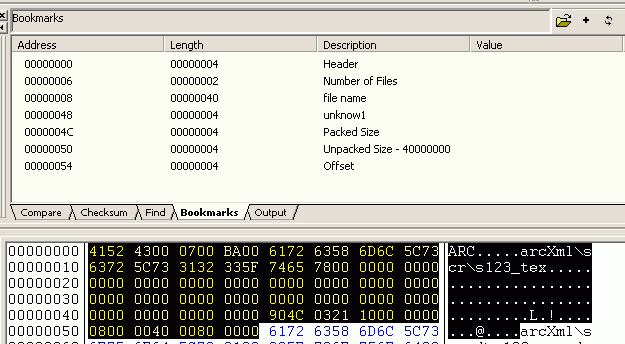 Bookmarks
Address Length Description Value
00000000 00000004 Header
00000006 00000002 Number of Files
00000008 00000040 file name
00000048 00000004 unknow1
0000004C 00000004 Packed Size
00000050 00000004 Unpacked Size - 40000000
00000054 00000004 Offset
Compare Checksum Find Bookmarks Output
00000000 4152 4300 0700 BA00 6172 6358 6D6C 5C73 ARC.....arcXml\s
00000010 6372 5C73 3132 335F 7465 7800 0000 0000 cr\s123_tex.....
00000020 0000 0000 0000 0000 0000 0000 0000 0000 ................
00000030 0000 0000 0000 0000 0000 0000 0000 0000 ................
00000040 0000 0000 0000 0000 904C 0321 1000 0000 .........L.!....
00000050 0800 0040 0080 0000 6172 6358 6D6C 5C73 ...@....arcXml\s